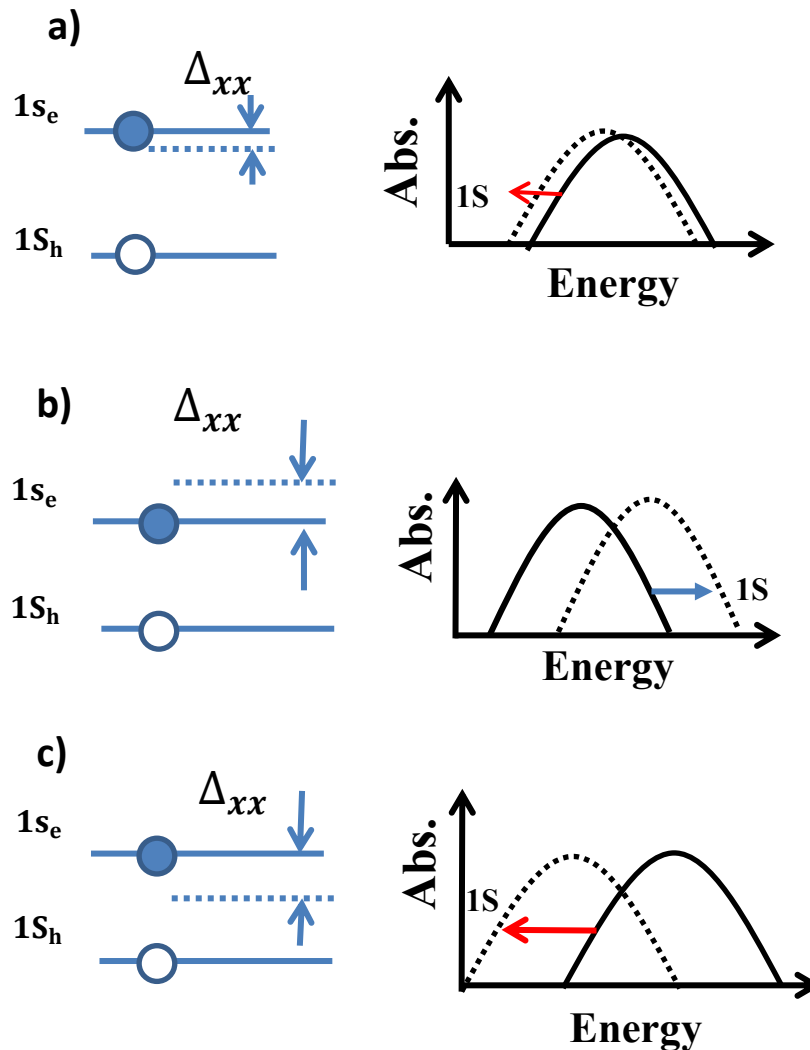 a)
Δxx
1se
1Sh
Abs.
1S
Energy
b)
Δxx
1se
1Sh
Abs.
1S
Energy
c)
Δxx
1se
1Sh
Abs.
1S
Energy